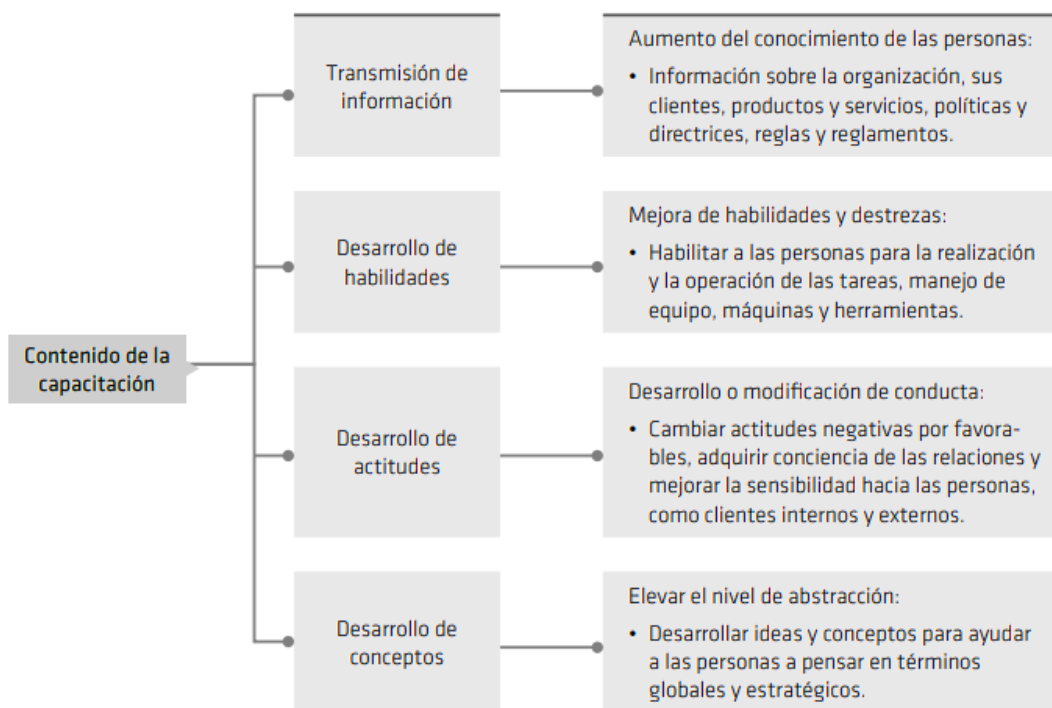 Contenido de la
capacitación
Transmisión de
información
Aumento del conocimiento de las personas:
• Información sobre la organización, sus
clientes, productos y servicios, políticas y
directrices, reglas y reglamentos.
Desarrollo de
habilidades
Mejora de habilidades y destrezas:
• Habilitar a las personas para la realización
y la operación de las tareas, manejo de
equipo, máquinas y herramientas.
Desarrollo de
actitudes
Desarrollo o modificación de conducta:
• Cambiar actitudes negativas por favora-
bles, adquirir conciencia de las relaciones y
mejorar la sensibilidad hacia las personas,
como clientes internos y externos.
Desarrollo de
conceptos
Elevar el nivel de abstracción:
• Desarrollar ideas y conceptos para ayudar
a las personas a pensar en términos
globales y estratégicos.